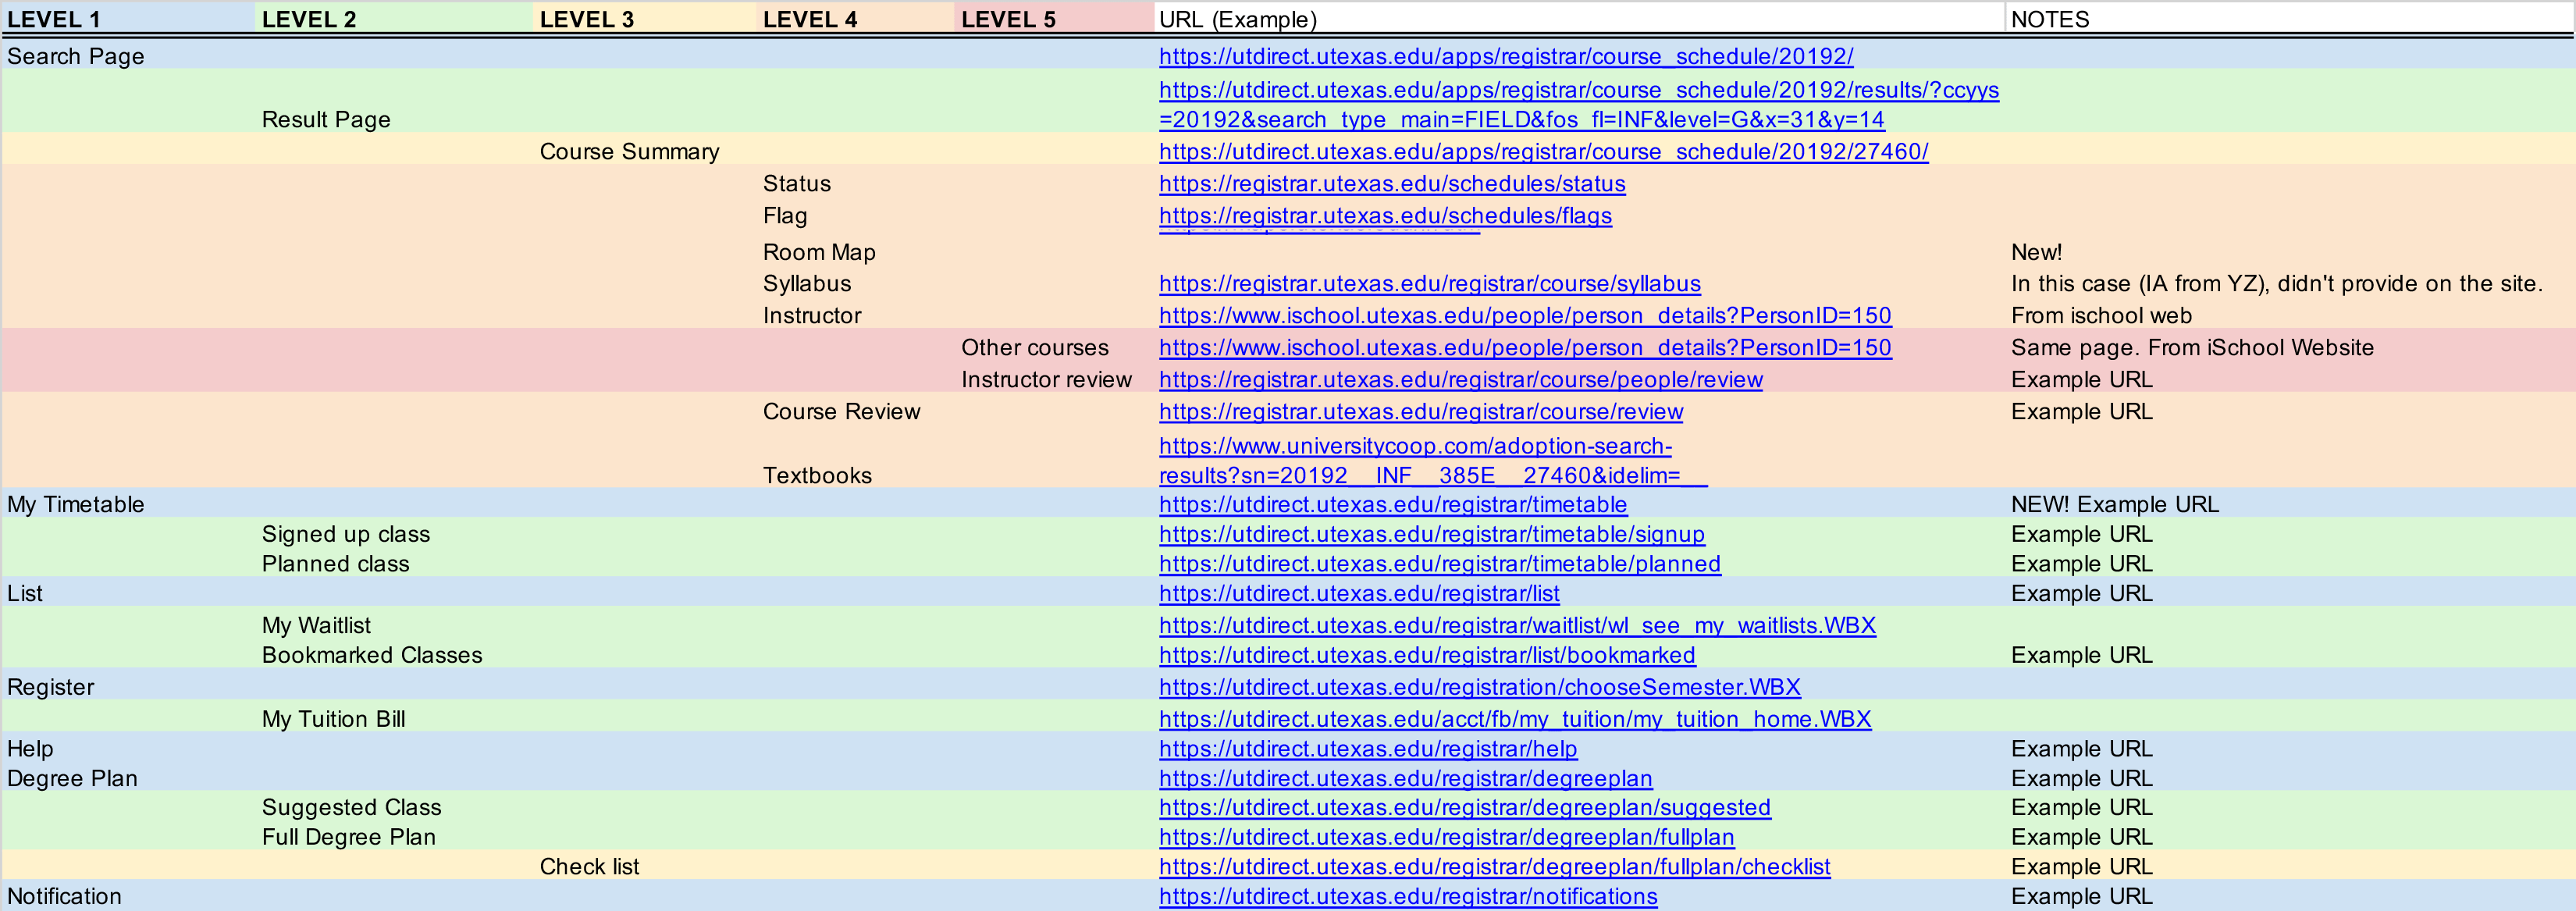 LEVEL 1 LEVEL 2 LEVEL 3 LEVEL 4 LEVEL 5 URL (Example) NOTES
Search Page https://utdirect.utexas.edu/apps/registrar/course_schedule/20192/
https://utdirect.utexas.edu/apps/registrar/course_schedule/20192/results/?ccyys
Result Page =20192&search_type_main=FIELD&fos_fl=INF&level=G&x=31&y=14
Course Summary https://utdirect.utexas.edu/apps/registrar/course_schedule/20192/27460/
Status https://registrar.utexas.edu/schedules/status
Flag https://registrar.utexas.edu/schedules/flags
Room Map New!
Syllabus https://registrar.utexas.edu/registrar/course/syllabus In this case (IA from YZ), didn't provide on the site.
Instructor https://www.ischool.utexas.edu/people/person_details?PersonID=150 From ischool web
Other courses https://www.ischool.utexas.edu/people/person_details?PersonID=150 Same page. From iSchool Website
Instructor review https://registrar.utexas.edu/registrar/course/people/review Example URL
Course Review https://registrar.utexas.edu/registrar/course/review Example URL
https://www.universitycoop.com/adoption-search-
Textbooks results?sn=20192__INF__385E__27460&idelim=__
My Timetable https://utdirect.utexas.edu/registrar/timetable NEW! Example URL
Signed up class https://utdirect.utexas.edu/registrar/timetable/signup Example URL
Planned class https://utdirect.utexas.edu/registrar/timetable/planned Example URL
List https://utdirect.utexas.edu/registrar/list Example URL
My Waitlist https://utdirect.utexas.edu/registrar/waitlist/wl_see_my_waitlists.WBX
Bookmarked Classes https://utdirect.utexas.edu/registrar/list/bookmarked Example URL
Register https://utdirect.utexas.edu/registration/chooseSemester.WBX
My Tuition Bill https://utdirect.utexas.edu/acct/fb/my_tuition/my_tuition_home.WBX
Help https://utdirect.utexas.edu/registrar/help Example URL
Degree Plan https://utdirect.utexas.edu/registrar/degreeplan Example URL
Suggested Class https://utdirect.utexas.edu/registrar/degreeplan/suggested Example URL
Full Degree Plan https://utdirect.utexas.edu/registrar/degreeplan/fullplan Example URL
Check list https://utdirect.utexas.edu/registrar/degreeplan/fullplan/checklist Example URL
Notification https://utdirect.utexas.edu/registrar/notifications Example URL